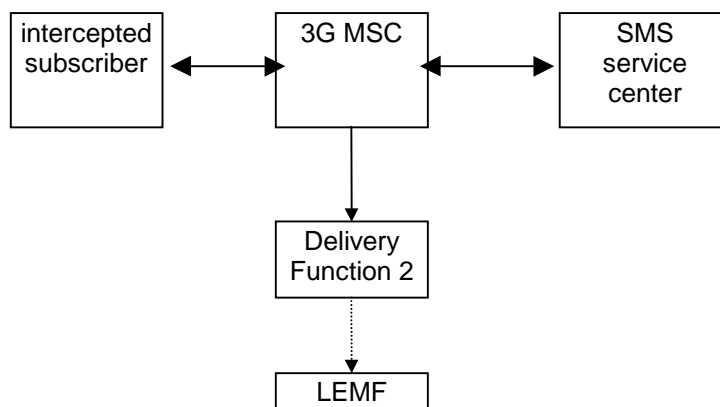 intercepted
subscriber
3G MSC
SMS
service
center
Delivery
Function 2
LEMF